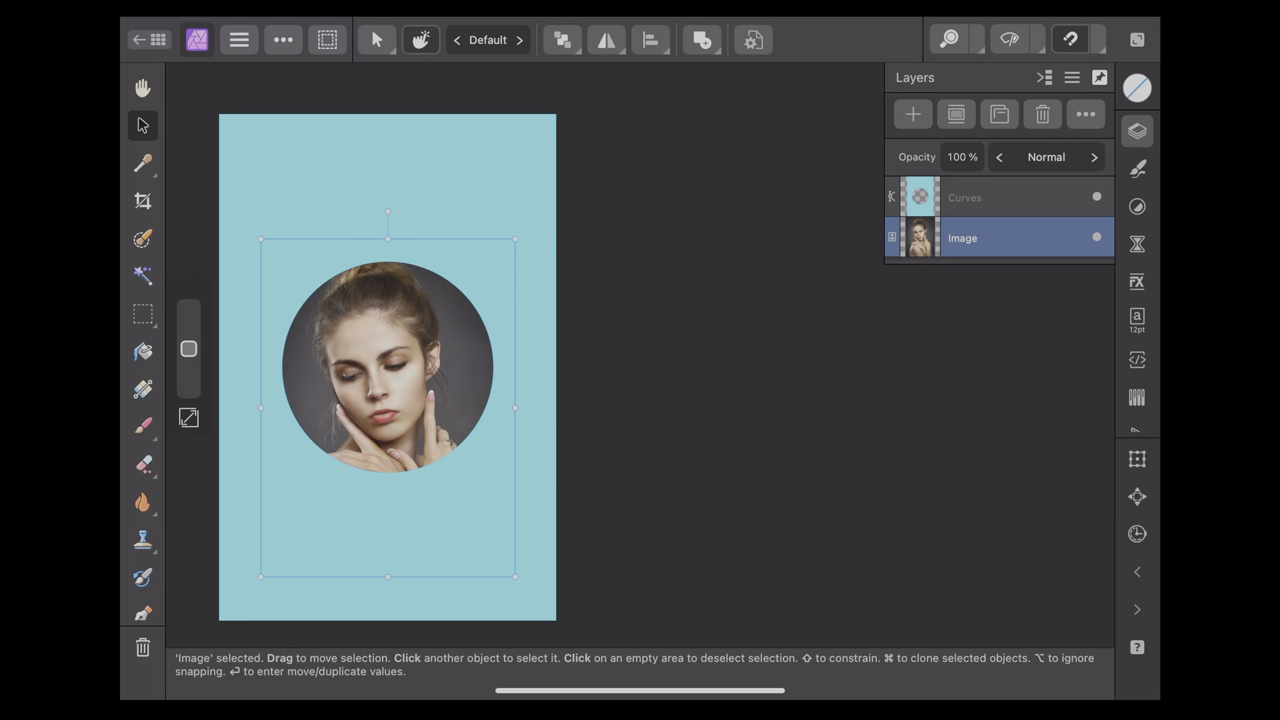 Default
Layers
Opacity 100 % Normal
Curves
Image
a
12pt
FX
?
'Image' selected. Drag to move selection. Click another object to select it. Click on an empty area to deselect selection. ⇧ to constrain. ⌘ to clone selected objects. ⌥ to ignore
snapping. ↵ to enter move/duplicate values.